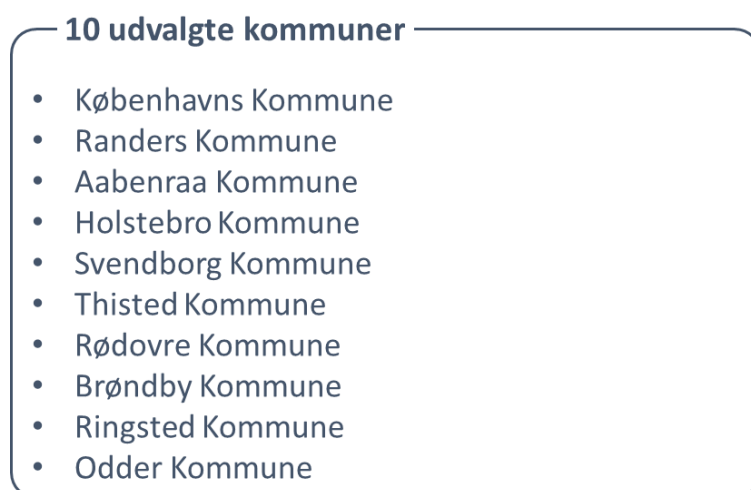 10 udvalgte kommuner
• Københavns Kommune
• Randers Kommune
• Aabenraa Kommune
• Holstebro Kommune
• Svendborg Kommune
• Thisted Kommune
• Rødovre Kommune
• Brøndby Kommune
• Ringsted Kommune
• Odder Kommune